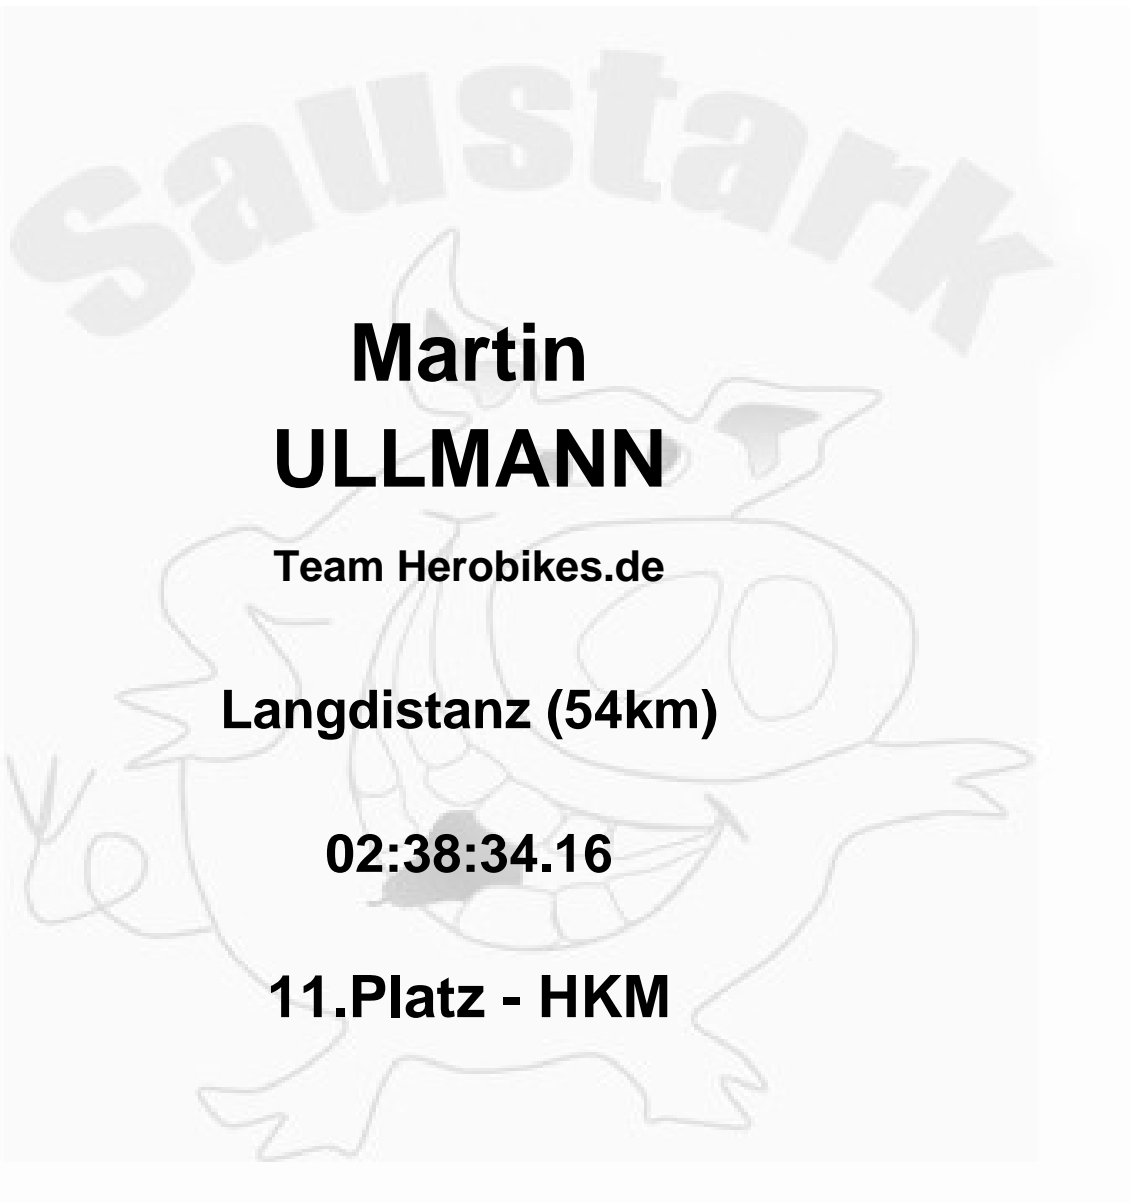 Saustark
Martin
ULLMANN
Team Herobikes.de
Langdistanz (54km)
02:38:34.16
11.Platz - HKM